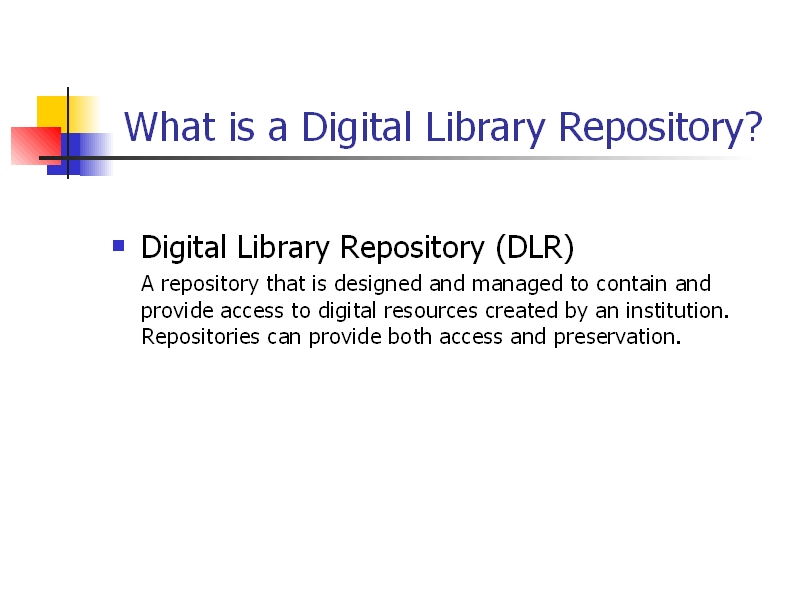 What is a Digital Library Repository?
Digital Library Repository (DLR)
A repository that is designed and managed to contain and
provide access to digital resources created by an institution.
Repositories can provide both access and preservation.